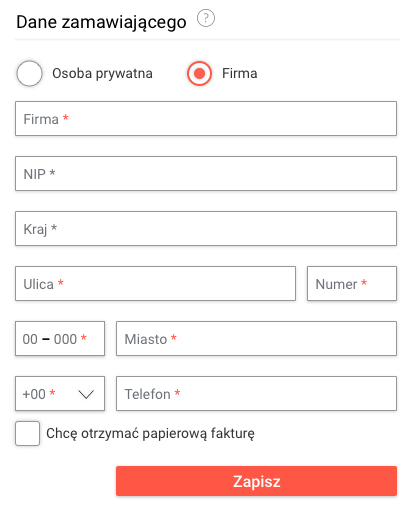 Dane zamawiającego ?
Osoba prywatna Firma
Firma *
NIP *
Kraj *
Ulica * Numer *
00 – 000 * Miasto *
+00 * Telefon *
Chcę otrzymać papierową fakturę
Zapisz